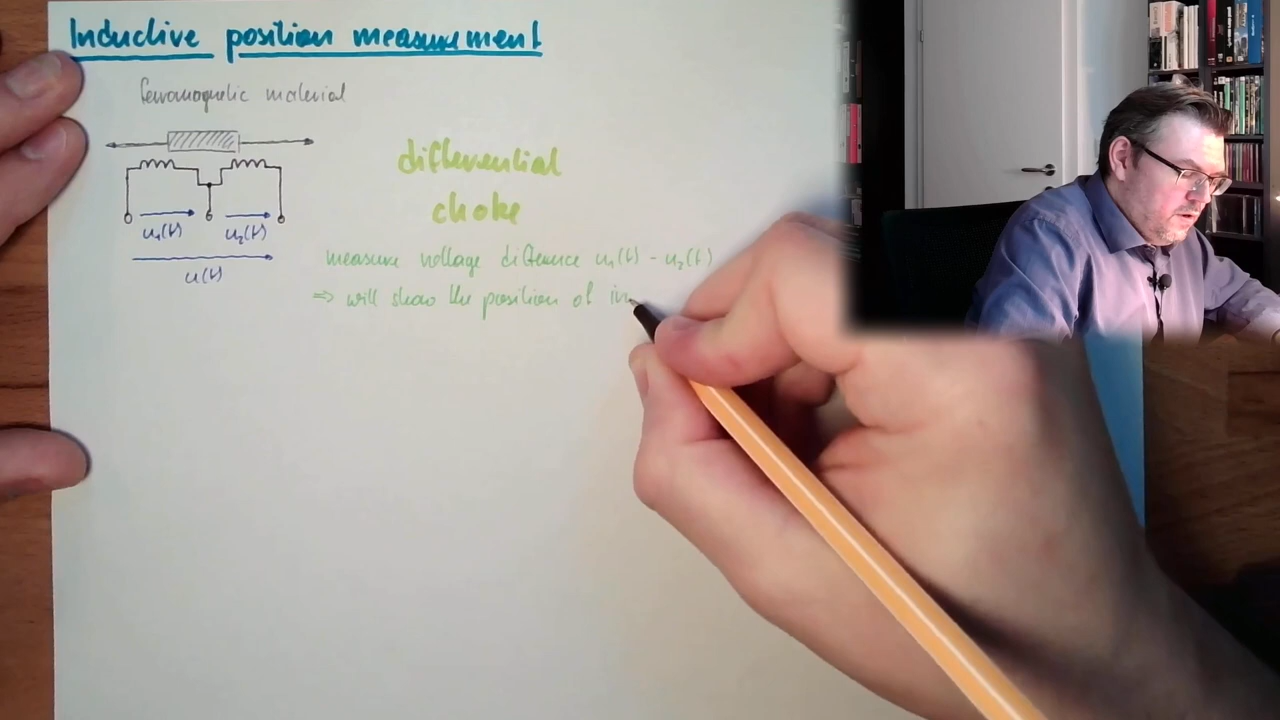 Inductive position measurement
ferromagnetic material
differential
choke
u₁(t) u₂(t)
u(t)
measure voltage difference u₁(t) - u₂(t)
⇒ will show the position of